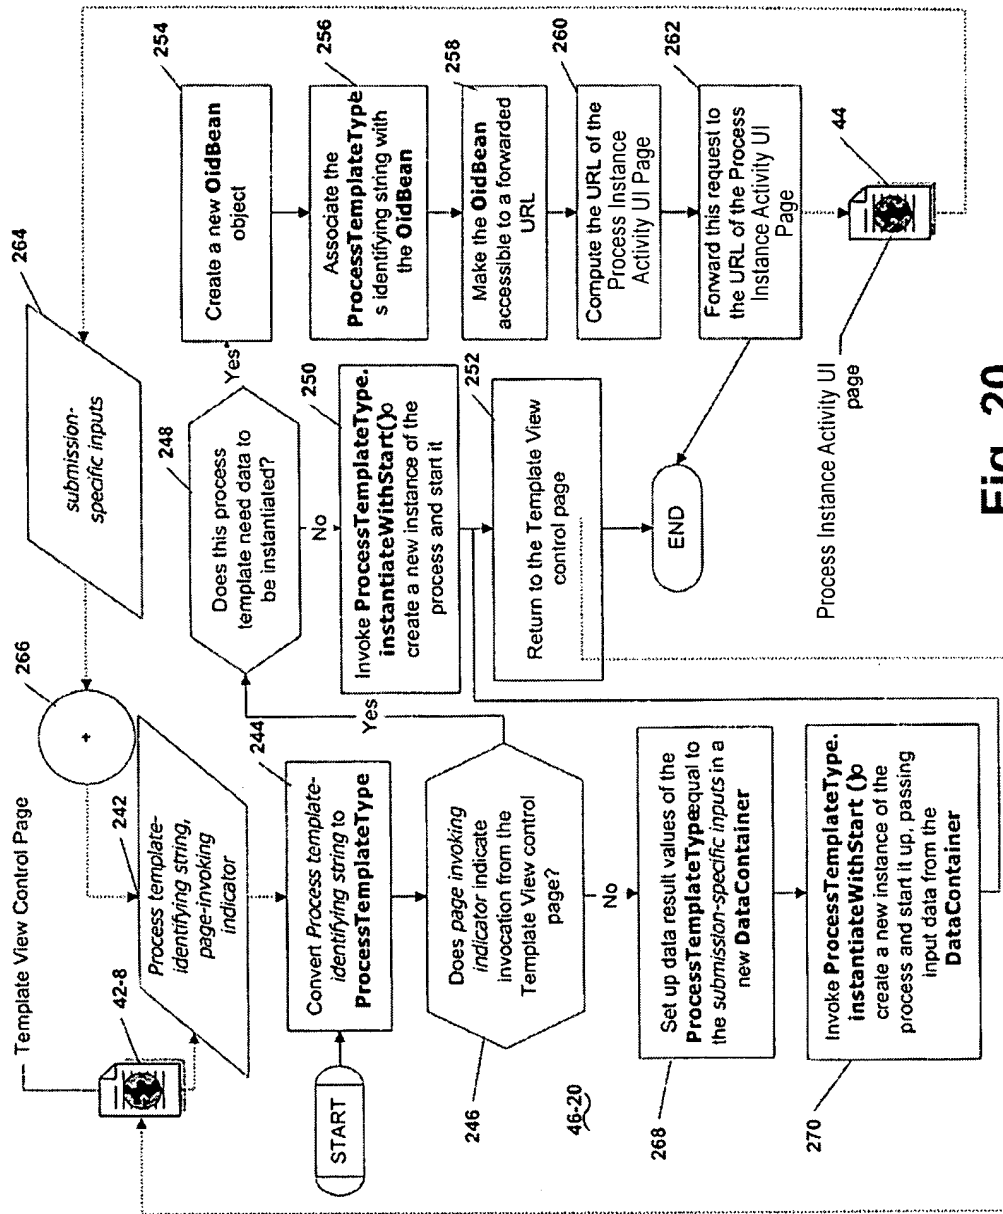 Template View Control Page
42-8
242
Process template-
identifying string,
page-invoking
indicator
266
+
264
submission-
specific inputs
START
244
Convert Process template-
identifying string to
ProcessTemplateType
246
Does page invoking
indicator indicate
invocation from the
Template View control
page?
Yes
No
46-20
268
Set up data result values of the
ProcessTemplateTypeequal to
the submission-specific inputs in a
new DataContainer
270
Invoke ProcessTemplateType.
instantiateWithStart ()o
create a new instance of the
process and start it up, passing
input data from the
DataContainer
248
Does this process
template need data to
be instantiated?
Yes
No
250
Invoke ProcessTemplateType.
instantiateWithStart()o
create a new instance of the
process and start it
252
Return to the Template View
control page
END
254
Create a new OidBean
object
256
Associate the
ProcessTemplateType
s identifying string with
the OidBean
258
Make the OidBean
accessible to a forwarded
URL
260
Compute the URL of the
Process Instance
Activity UI Page
262
Forward this request to
the URL of the Process
Instance Activity UI
Page
44
Process Instance Activity UI
page
Fig. 20